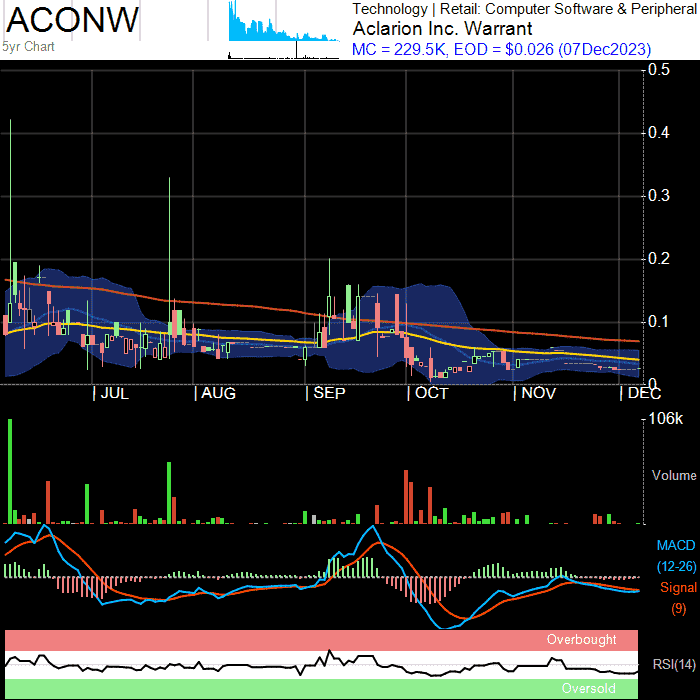 ACONW
5yr Chart
Technology | Retail: Computer Software & Peripheral
Aclarion Inc. Warrant
MC = 229.5K, EOD = $0.026 (07Dec2023)
0.5
0.4
0.3
0.2
0.1
0
| JUL | AUG | SEP | OCT | NOV | DEC
106k
Volume
MACD
(12-26)
Signal
(9)
Overbought
RSI(14)
Oversold